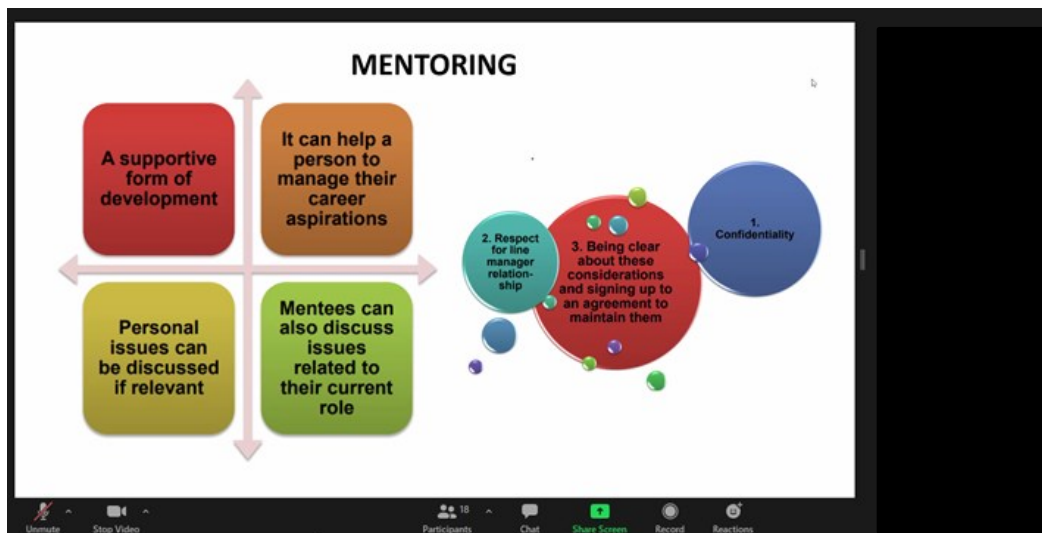 MENTORING
A supportive
form of
development
It can help a
person to
manage their
career
aspirations
Personal
issues can
be discussed
if relevant
Mentees can
also discuss
issues
related to
their current
role
2. Respect
for line
manager
relation-
ship
3. Being clear
about these
considerations
and signing up to
an agreement to
maintain them
1.
Confidentiality
Unmute
Stop Video
18
Participants
Chat
Share Screen
Record
Reactions